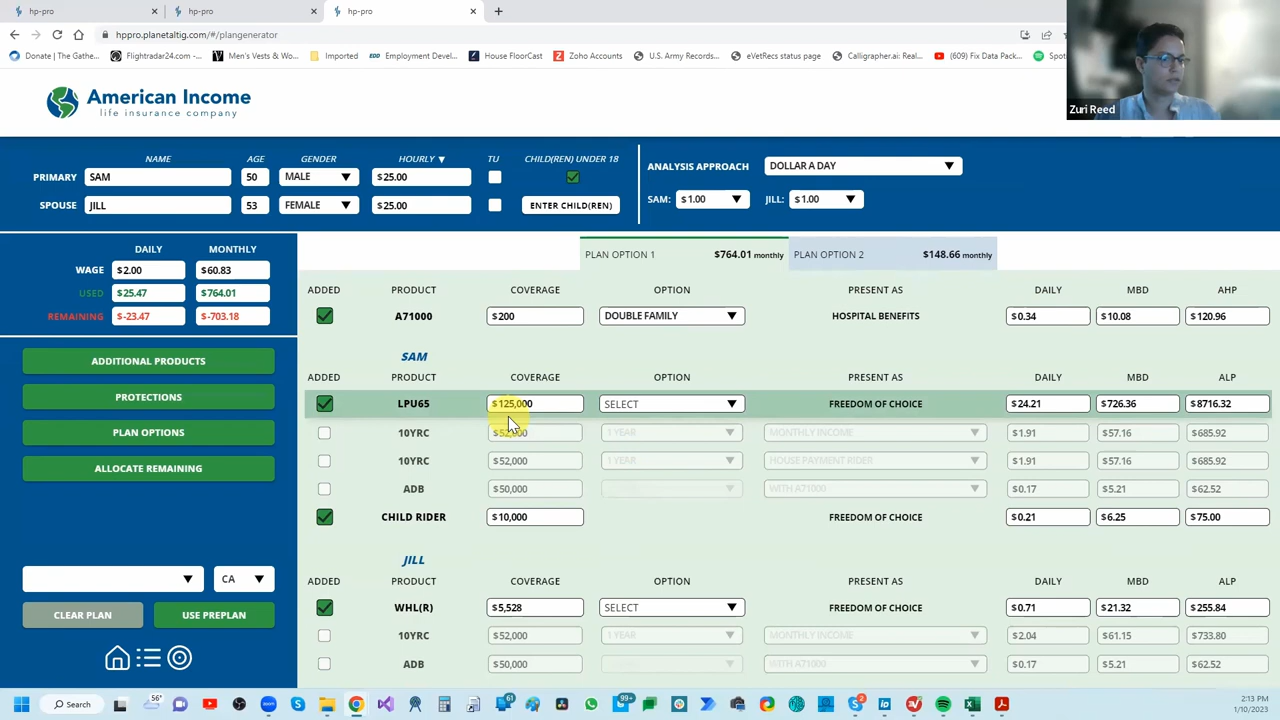 hp-pro
hp-pro
hp-pro
hppro.planetaltig.com/#/plangenerator
Donate | The Gathe... Flightradar24.com -... Men's Vests & Wo... Imported EDD Employment Devel... House FloorCast Zoho Accounts U.S. Army Records... eVetRecs status page Calligrapher.ai: Real... (609) Fix Data Pack... Spot
Zuri Reed
American Income
life insurance company
NAME AGE GENDER HOURLY ▼ TU CHILD(REN) UNDER 18
PRIMARY SAM 50 MALE $25.00
SPOUSE JILL 53 FEMALE $25.00 ENTER CHILD(REN)
ANALYSIS APPROACH DOLLAR A DAY
SAM: $1.00 JILL: $1.00
DAILY MONTHLY
WAGE $2.00 $60.83
USED $25.47 $764.01
REMAINING $-23.47 $-703.18
ADDITIONAL PRODUCTS
PROTECTIONS
PLAN OPTIONS
ALLOCATE REMAINING
CA
CLEAR PLAN USE PREPLAN
PLAN OPTION 1 $764.01 monthly PLAN OPTION 2 $148.66 monthly
ADDED PRODUCT COVERAGE OPTION PRESENT AS DAILY MBD AHP
A71000 $200 DOUBLE FAMILY HOSPITAL BENEFITS $0.34 $10.08 $120.96
SAM
ADDED PRODUCT COVERAGE OPTION PRESENT AS DAILY MBD ALP
LPU65 $125,000 SELECT FREEDOM OF CHOICE $24.21 $726.36 $8716.32
10YRC $52,000 1 YEAR MONTHLY INCOME $1.91 $57.16 $685.92
10YRC $52,000 1 YEAR HOUSE PAYMENT RIDER $1.91 $57.16 $685.92
ADB $50,000 WITH A71000 $0.17 $5.21 $62.52
CHILD RIDER $10,000 FREEDOM OF CHOICE $0.21 $6.25 $75.00
JILL
ADDED PRODUCT COVERAGE OPTION PRESENT AS DAILY MBD ALP
WHL(R) $5,528 SELECT FREEDOM OF CHOICE $0.71 $21.32 $255.84
10YRC $52,000 1 YEAR MONTHLY INCOME $2.04 $61.15 $733.80
ADB $50,000 WITH A71000 $0.17 $5.21 $62.52
Search 56° 61 99+ 2 2:13 PM
1/10/2023